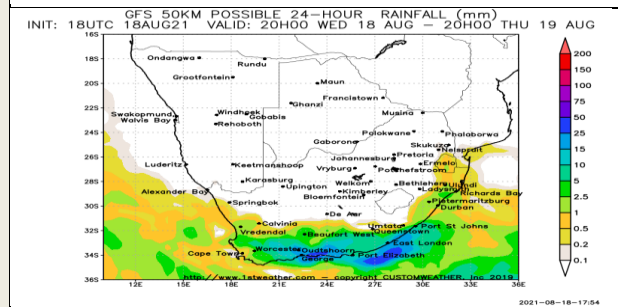 GFS 50KM POSSIBLE 24-HOUR RAINFALL (mm)
INIT: 18UTC 18AUG21 VALID: 20H00 WED 18 AUG - 20H00 THU 19 AUG
16S
Ondangwa
Rundu
18S
Grootfontein
Maun
20S
Francistown
Ghanzi
22S
Musina
Swakopmund
Windhoek
Gobabis
Walvis Bay
Rehoboth
24S
Polokwane
Phalaborwa
Gaborone
Skukuza
26S
Johannesburg
Pretoria
Nelspruit
Luderitz
Keetmanshoop
Vryburg
Potchefstroom
Ermelo
28S
Karasburg
Upington
Welkom
Kimberley
Bethlehem
Ulundi
Alexander Bay
Bloemfontein
Ladysmith
Richards Bay
Springbok
Pietermaritzburg
30S
De Aar
Durban
Calvinia
Umtata
Port St Johns
32S
Vredendal
Beaufort West
Queenstown
East London
Worcester
Oudtshoorn
34S
Cape Town
George
Port Elizabeth
http://www.1stweather.com - copyright CUSTOMWEATHER, Inc 2019
36S
12E 15E 18E 21E 24E 27E 30E 33E 36E
200
150
100
75
50
25
20
15
10
5
2.5
1
0.5
0.2
0.1
2021-08-18-17:54